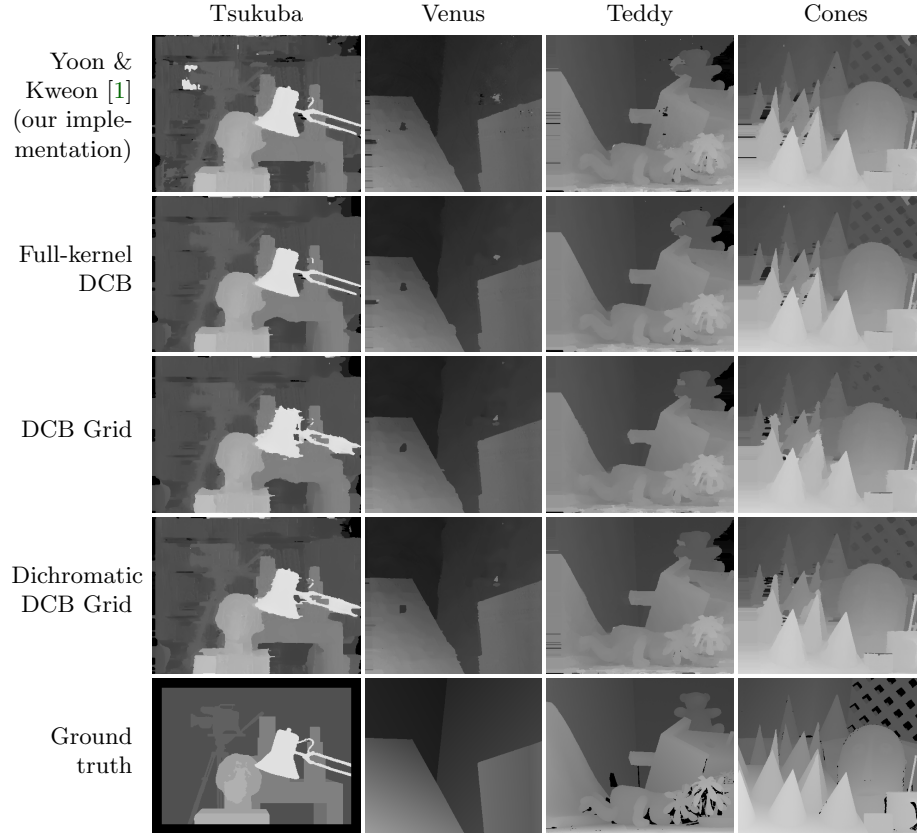 Tsukuba Venus Teddy Cones
Yoon &
Kweon [1]
(our imple-
mentation)
Full-kernel
DCB
DCB Grid
Dichromatic
DCB Grid
Ground
truth